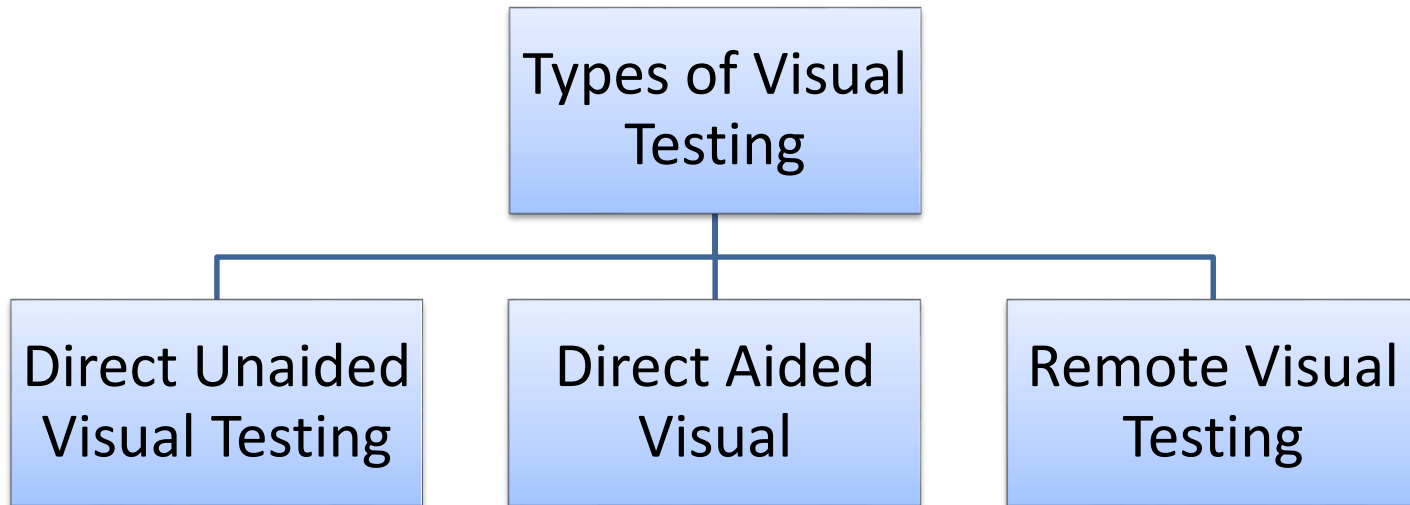 Types of Visual
Testing
Direct Unaided
Visual Testing
Direct Aided
Visual
Remote Visual
Testing